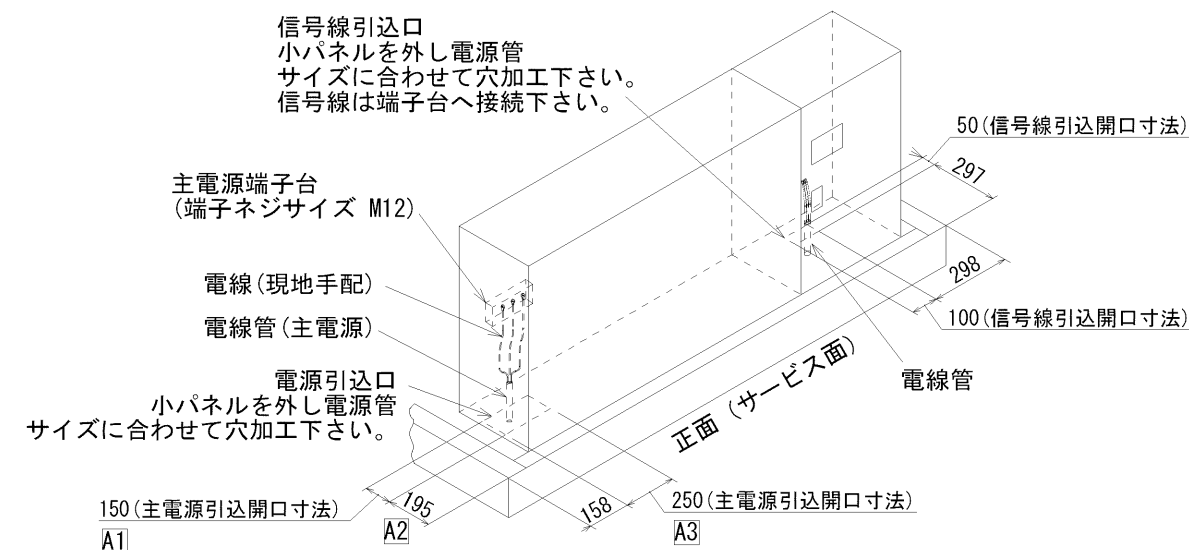 信号線引込口
小パネルを外し電源管
サイズに合わせて穴加工下さい。
信号線は端子台へ接続下さい。
50(信号線引込開口寸法)
297
主電源端子台
(端子ネジサイズ M12)
電線(現地手配)
電線管(主電源)
298
100(信号線引込開口寸法)
電源引込口
小パネルを外し電源管
サイズに合わせて穴加工下さい。
電線管
正面(サービス面)
150(主電源引込開口寸法)
195
158
250(主電源引込開口寸法)
A1
A2
A3